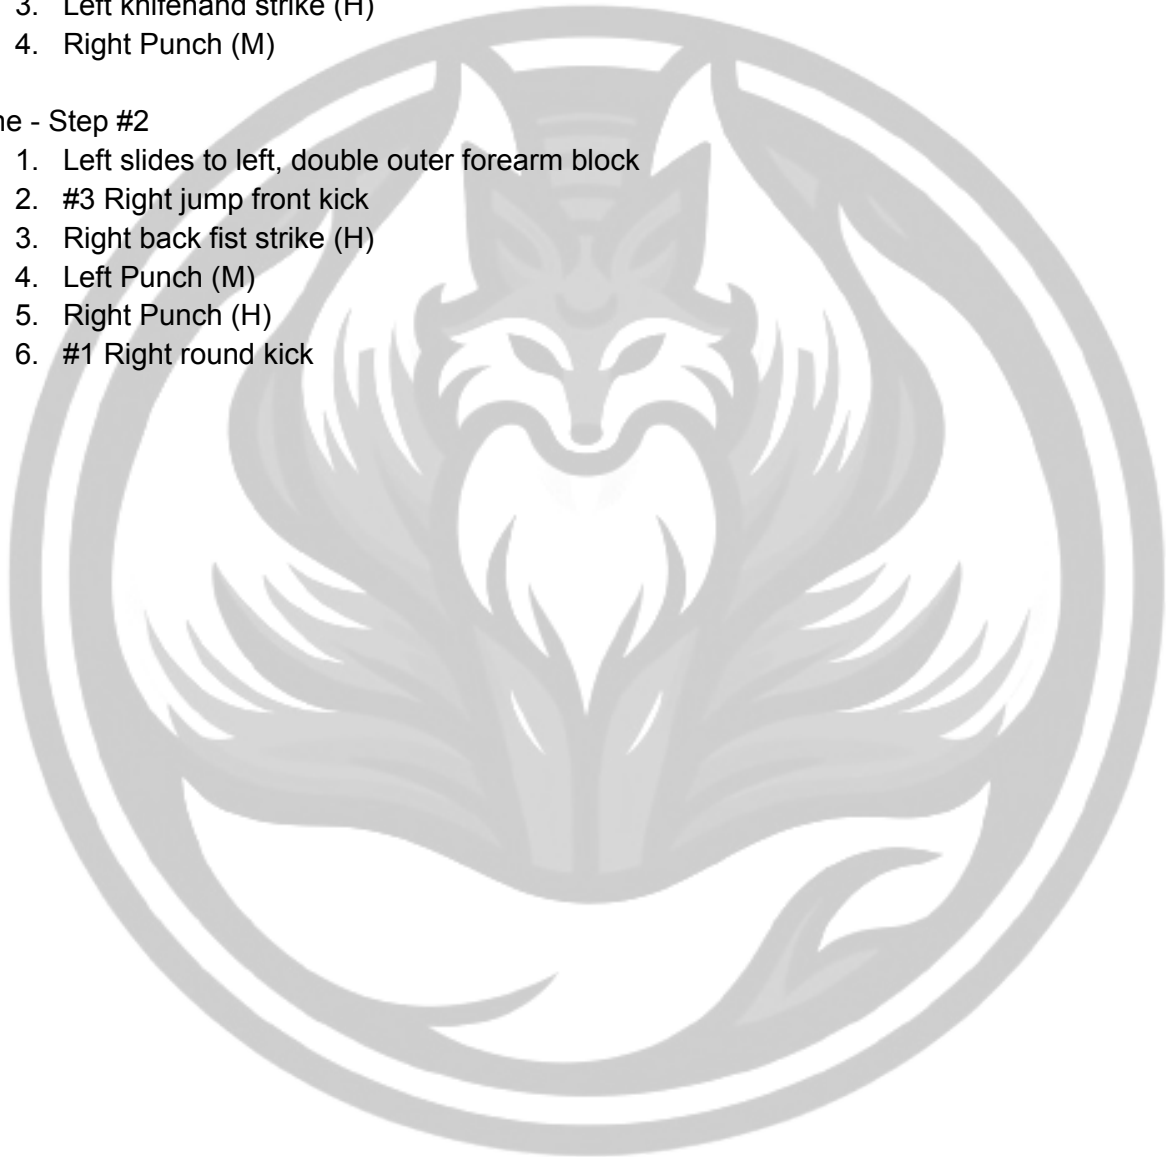 3. Left knifehand strike (H)
4. Right Punch (M)
ne - Step #2
1. Left slides to left, double outer forearm block
2. #3 Right jump front kick
3. Right back fist strike (H)
4. Left Punch (M)
5. Right Punch (H)
6. #1 Right round kick